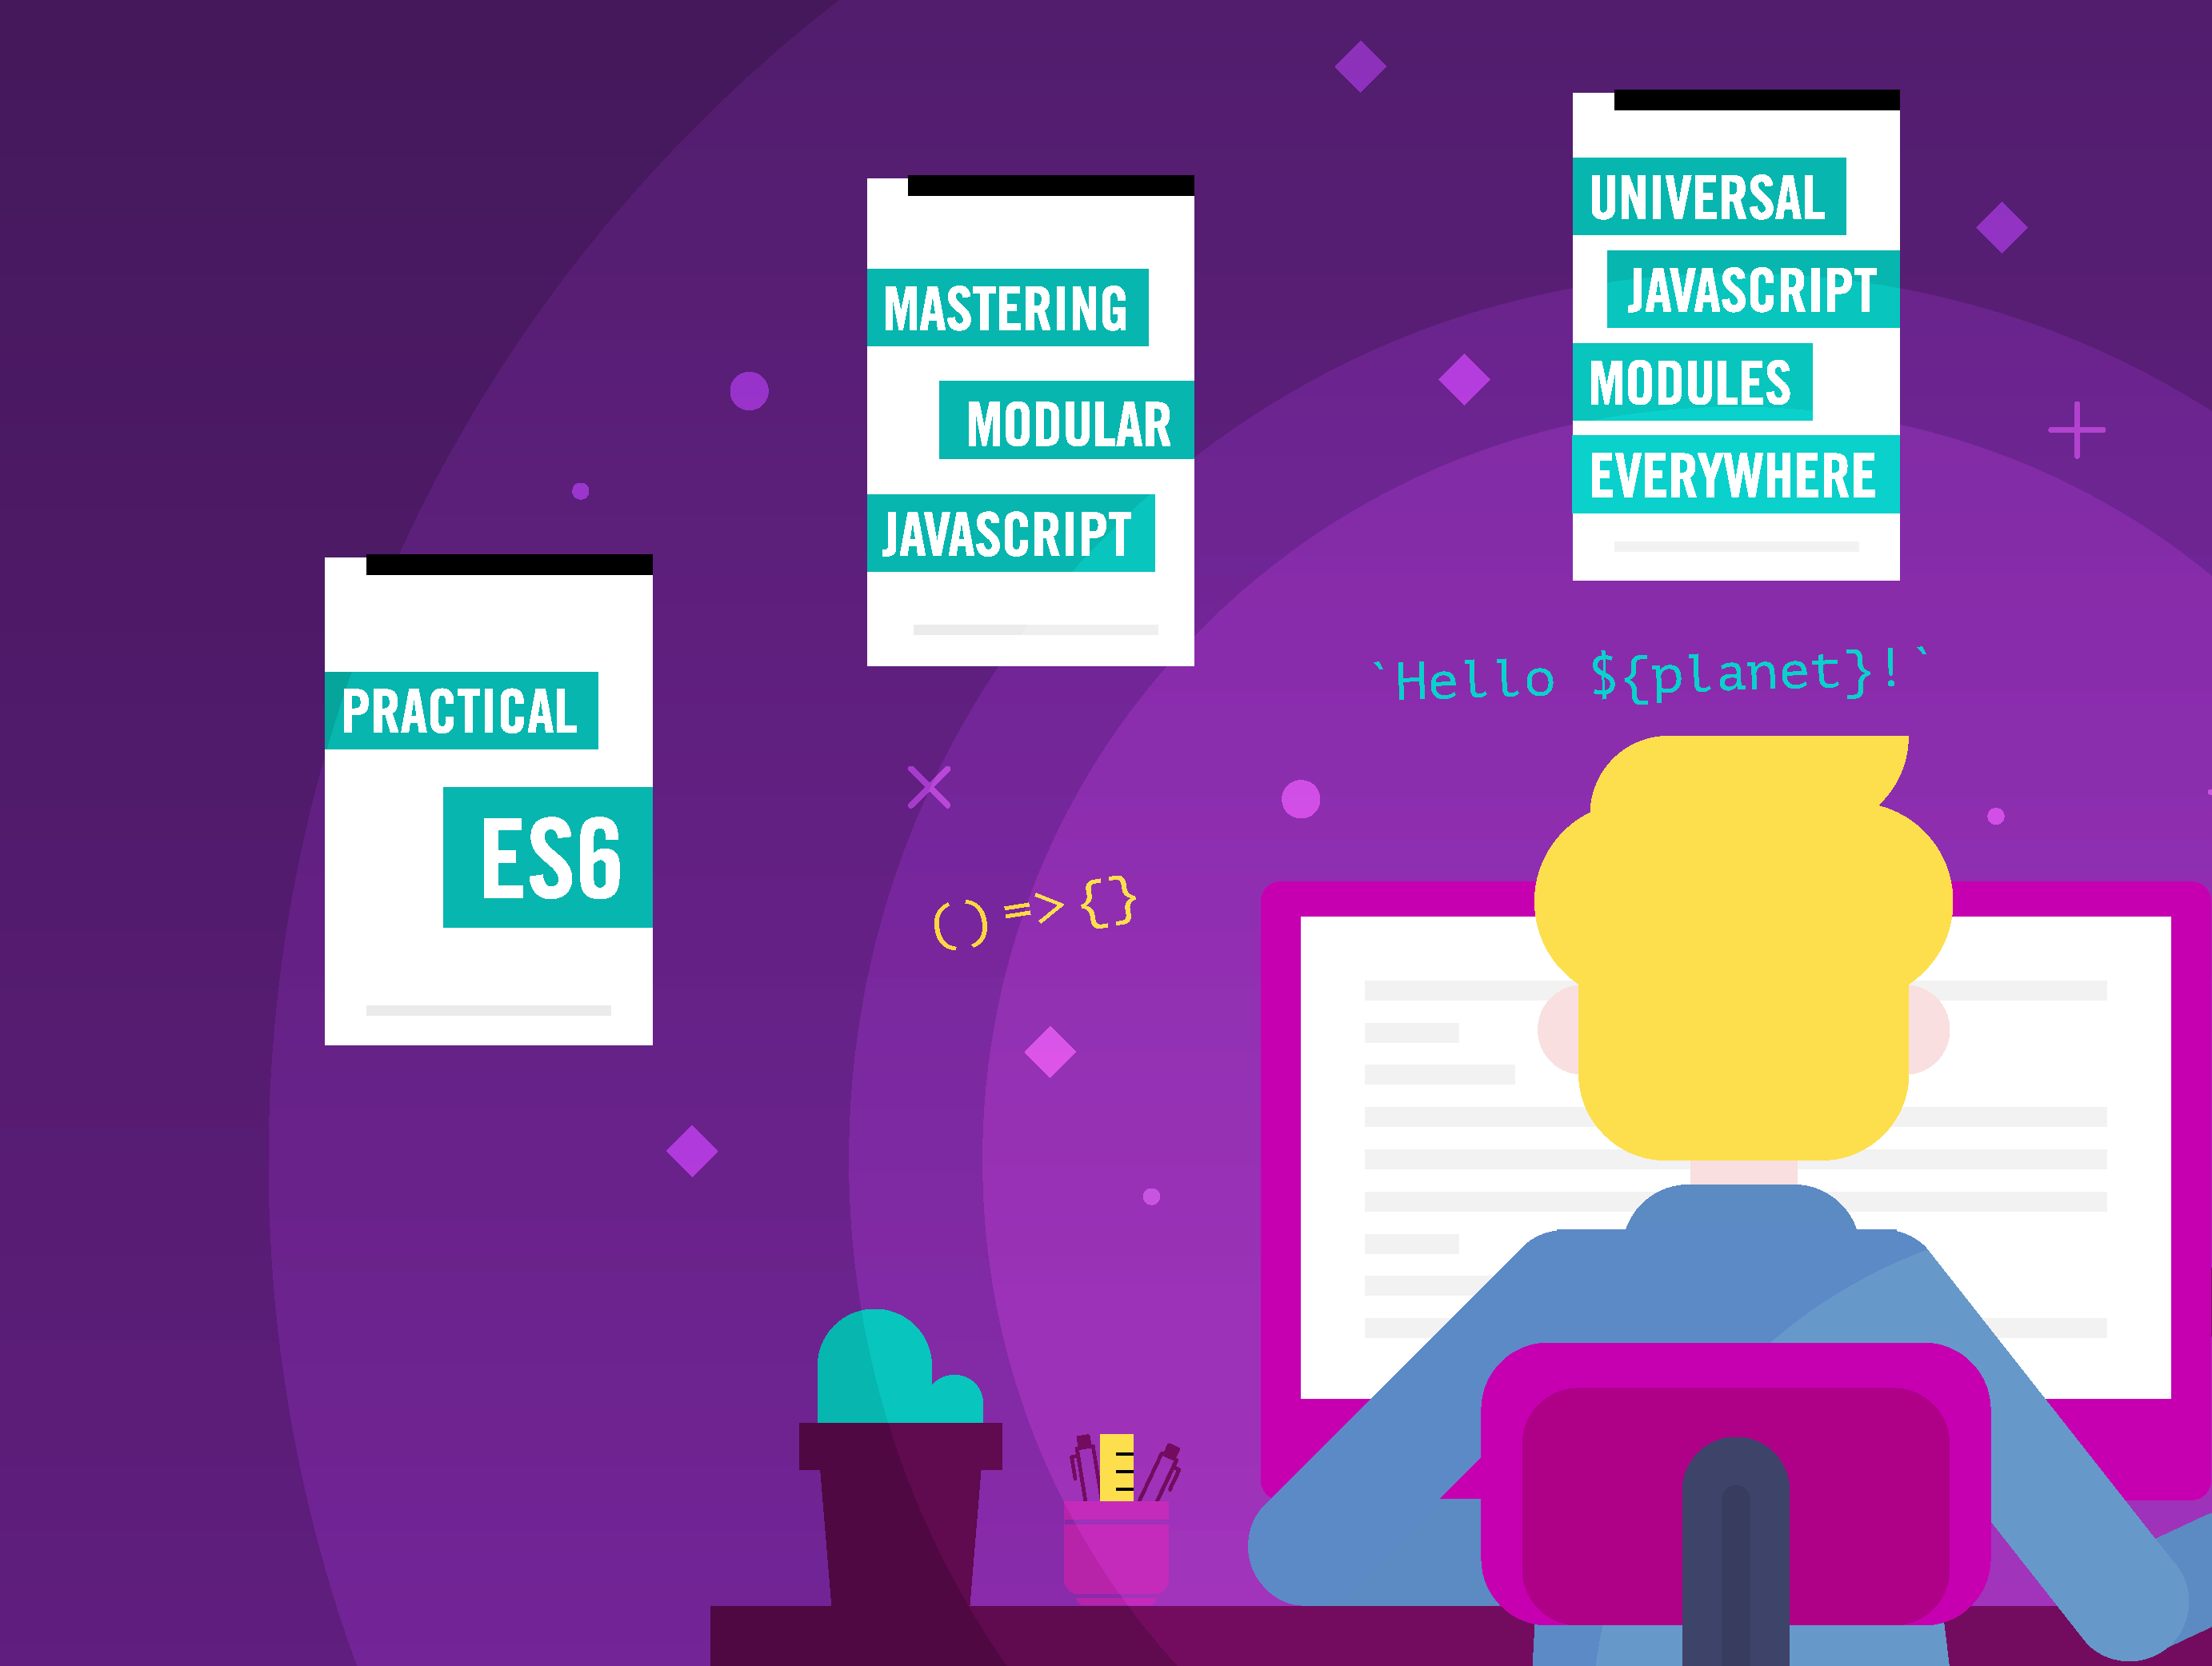 PRACTICAL
ES6
MASTERING
MODULAR
JAVASCRIPT
UNIVERSAL
JAVASCRIPT
MODULES
EVERYWHERE
`Hello ${planet}!`
()=>{}